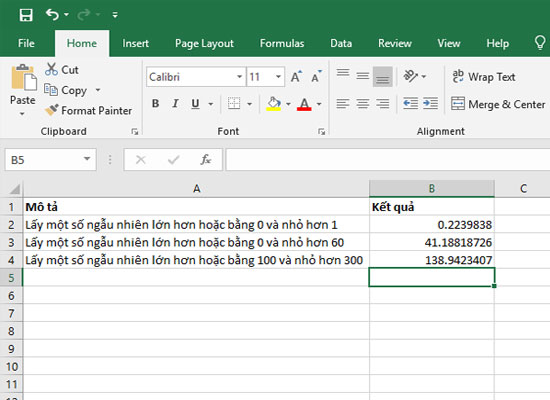 File Home Insert Page Layout Formulas Data Review View Help
Cut
Copy
Format Painter
Paste
Clipboard
Calibri 11 A A
B I U A
Font
ab Wrap Text
Merge & Center
Alignment
B5 fx
A B C
1 Mô tả Kết quả
2 Lấy một số ngẫu nhiên lớn hơn hoặc bằng 0 và nhỏ hơn 1 0.2239838
3 Lấy một số ngẫu nhiên lớn hơn hoặc bằng 0 và nhỏ hơn 60 41.18818726
4 Lấy một số ngẫu nhiên lớn hơn hoặc bằng 100 và nhỏ hơn 300 138.9423407
5
6
7
8
9
10
11